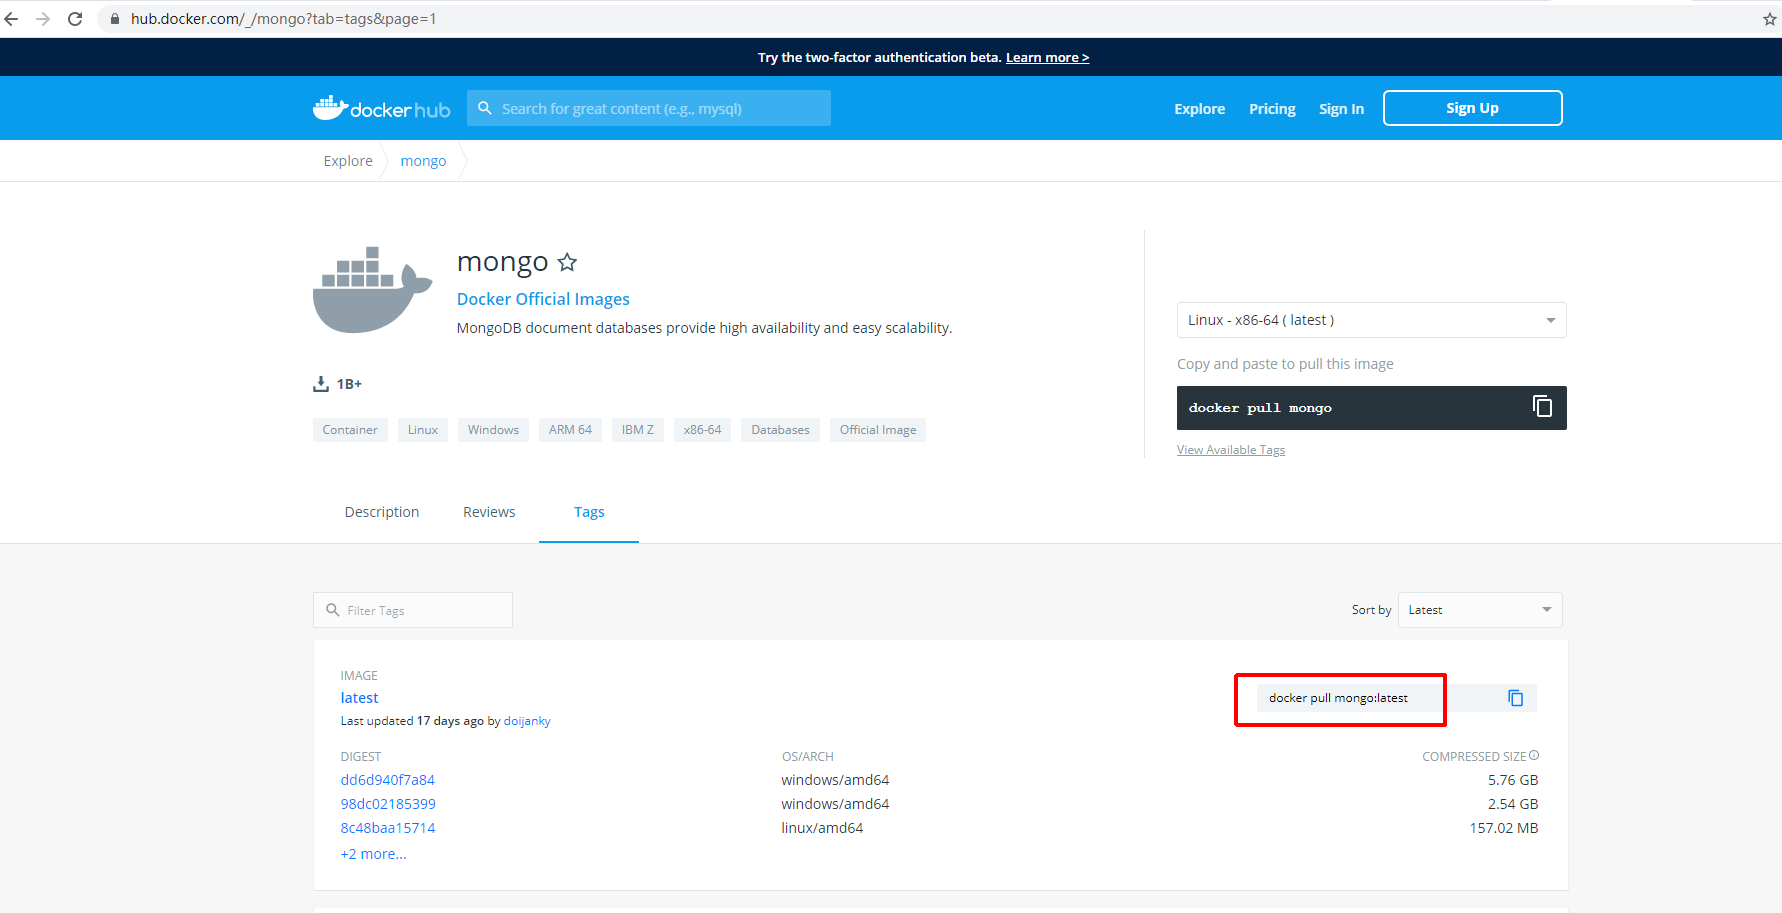 hub.docker.com/_/mongo?tab=tags&page=1
Try the two-factor authentication beta. Learn more >
docker hub
Search for great content (e.g., mysql)
Explore
Pricing
Sign In
Sign Up
Explore
mongo
mongo
Docker Official Images
MongoDB document databases provide high availability and easy scalability.
1B+
Container
Linux
Windows
ARM 64
IBM Z
x86-64
Databases
Official Image
Linux - x86-64 ( latest )
Copy and paste to pull this image
docker pull mongo
View Available Tags
Description
Reviews
Tags
Filter Tags
Sort by
Latest
IMAGE
latest
Last updated 17 days ago by doijanky
docker pull mongo:latest
DIGEST OS/ARCH COMPRESSED SIZE
dd6d940f7a84 windows/amd64 5.76 GB
98dc02185399 windows/amd64 2.54 GB
8c48baa15714 linux/amd64 157.02 MB
+2 more...